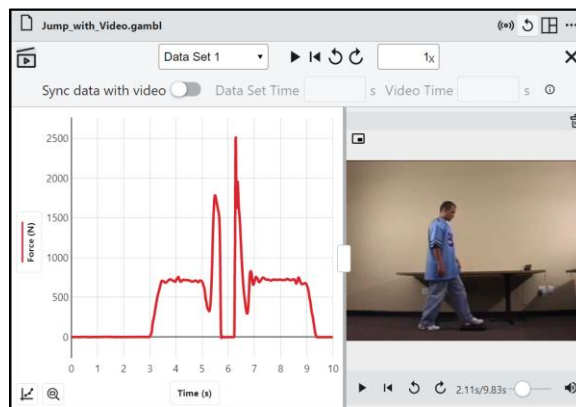 Jump_with_Video.gambl
Data Set 1
1x
Sync data with video Data Set Time s Video Time s
2500
2000
1500
1000
500
0
Force (N)
0 1 2 3 4 5 6 7 8 9 10
Time (s)
2.11s/9.83s